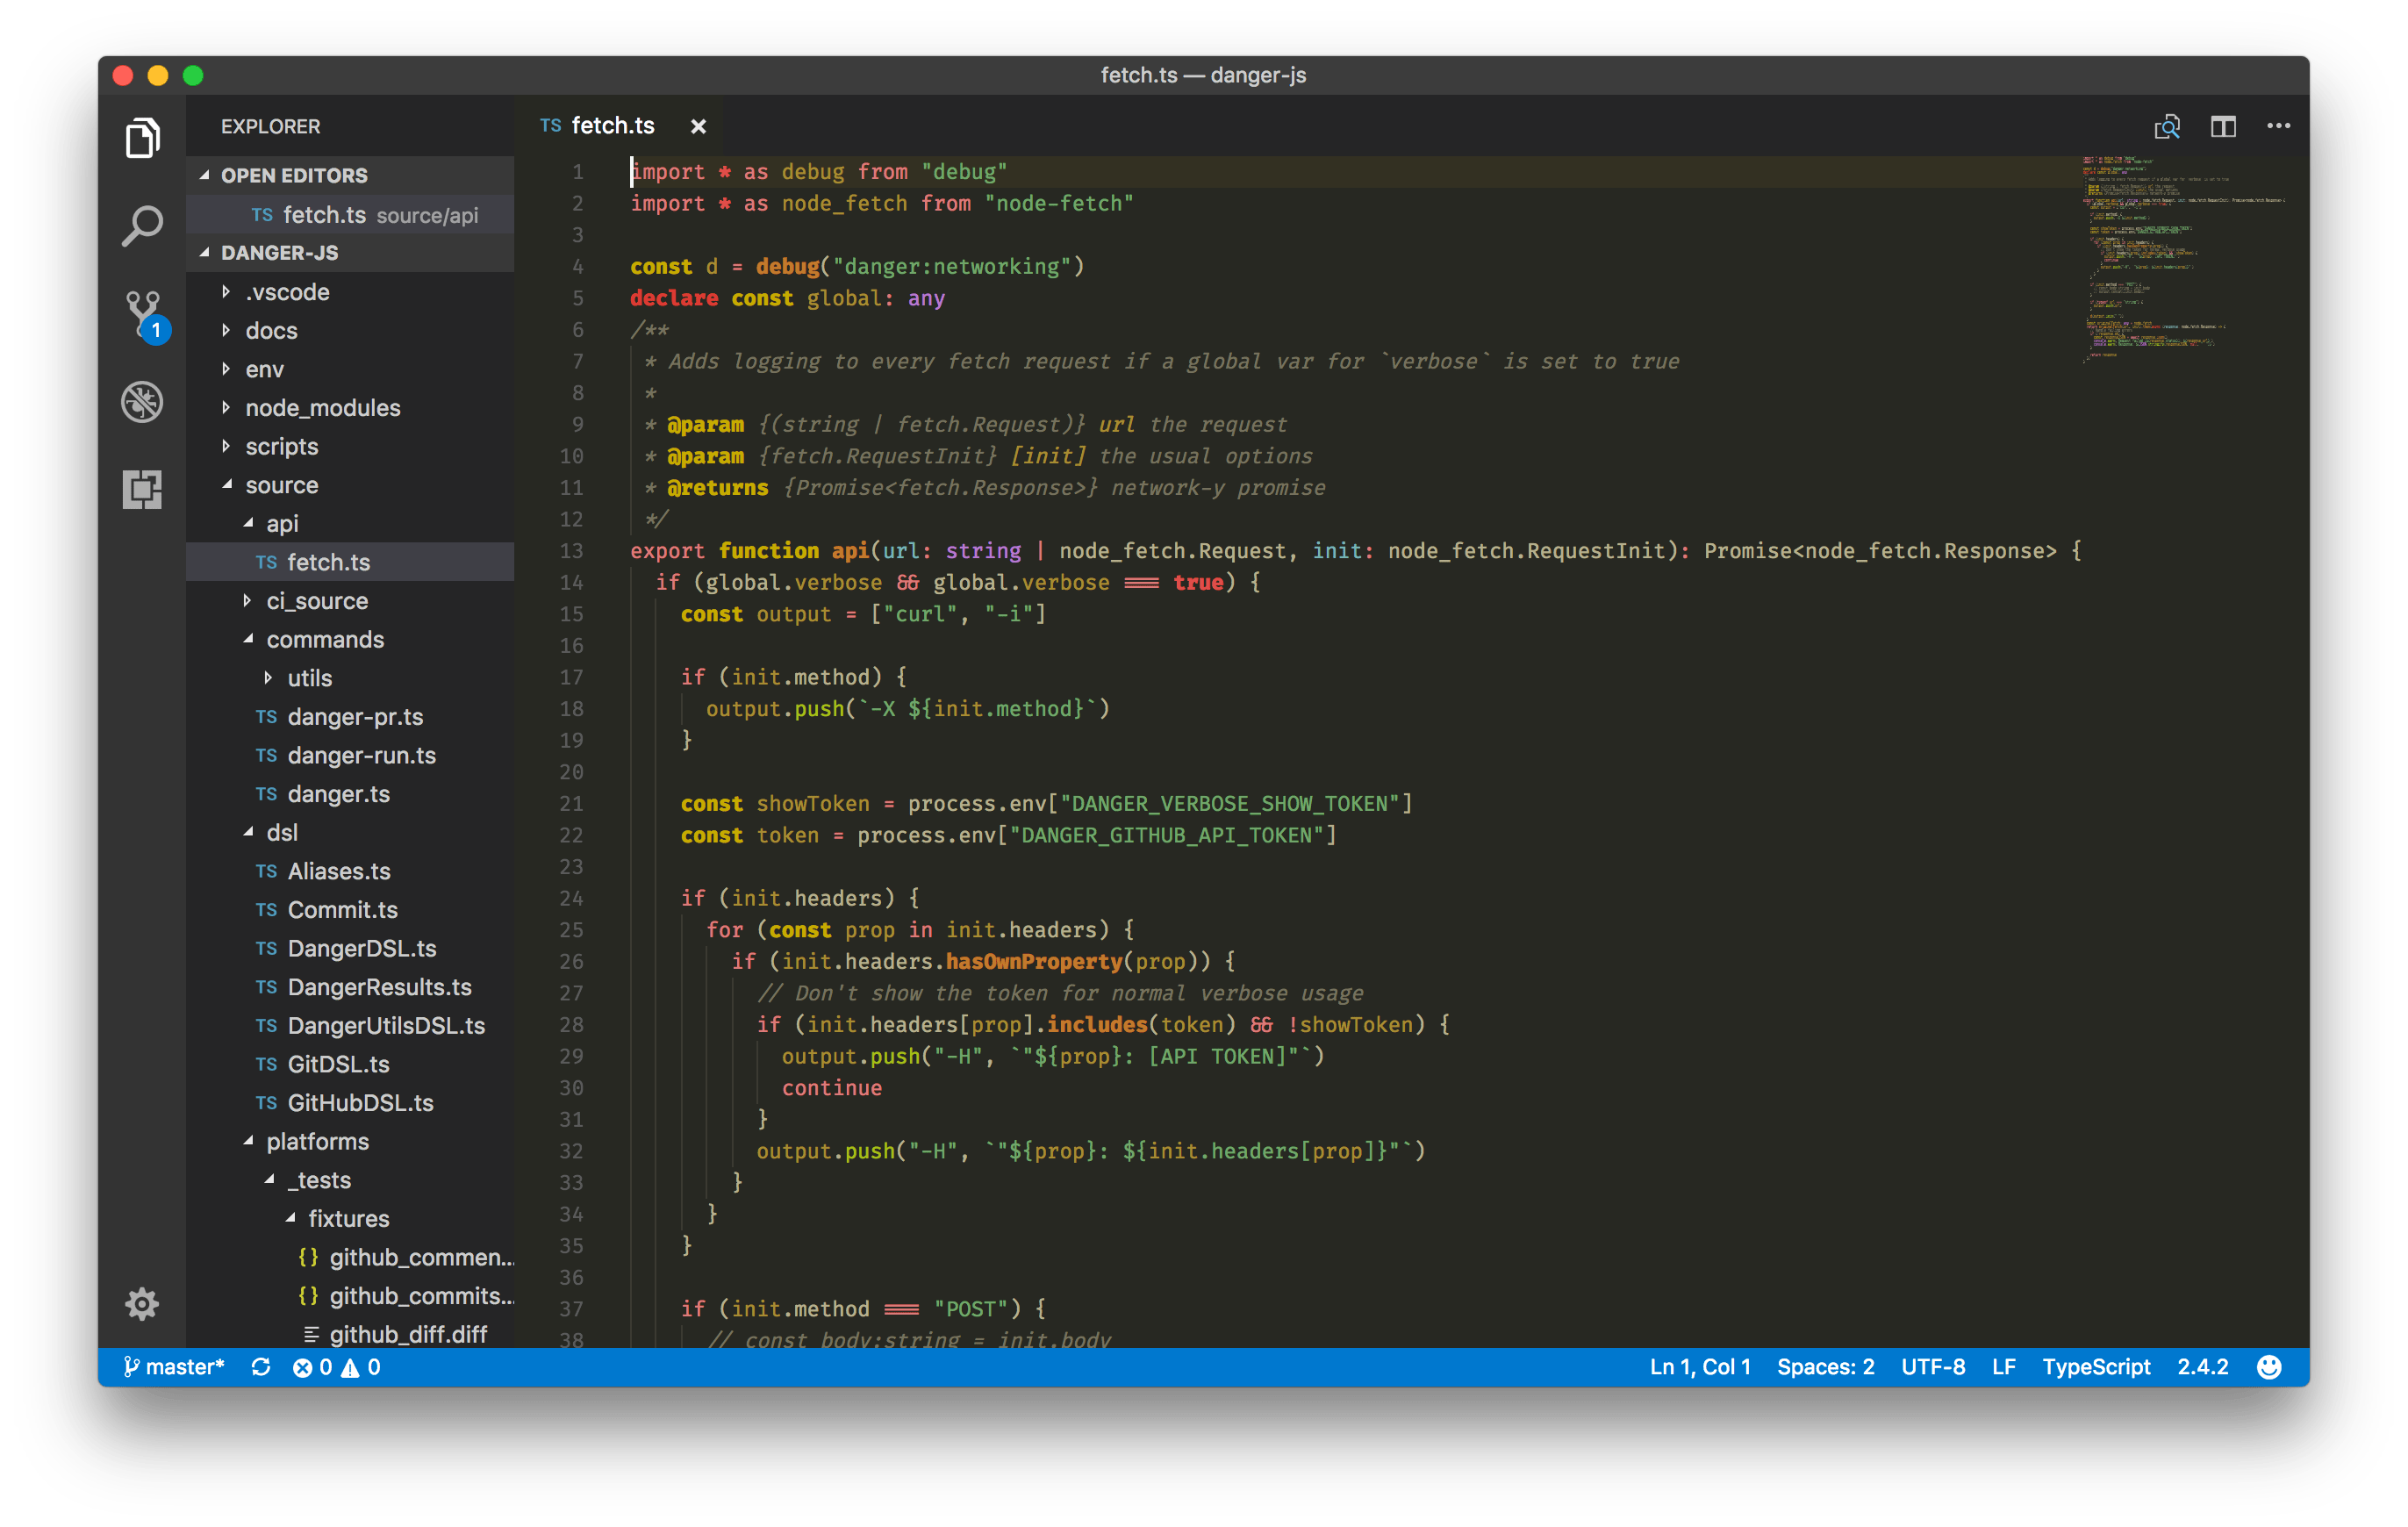 fetch.ts — danger-js
EXPLORER
OPEN EDITORS
TS fetch.ts source/api
DANGER-JS
.vscode
docs
env
node_modules
scripts
source
api
TS fetch.ts
ci_source
commands
utils
TS danger-pr.ts
TS danger-run.ts
TS danger.ts
dsl
TS Aliases.ts
TS Commit.ts
TS DangerDSL.ts
TS DangerResults.ts
TS DangerUtilsDSL.ts
TS GitDSL.ts
TS GitHubDSL.ts
platforms
_tests
fixtures
{} github_commen...
{} github_commits...
github_diff.diff
1
TS fetch.ts ×
1 import * as debug from "debug"
2 import * as node_fetch from "node-fetch"
3
4 const d = debug("danger:networking")
5 declare const global: any
6 /**
7 * Adds logging to every fetch request if a global var for `verbose` is set to true
8 *
9 * @param {(string | fetch.Request)} url the request
10 * @param {fetch.RequestInit} [init] the usual options
11 * @returns {Promise<fetch.Response>} network-y promise
12 */
13 export function api(url: string | node_fetch.Request, init: node_fetch.RequestInit): Promise<node_fetch.Response> {
14 if (global.verbose && global.verbose === true) {
15 const output = ["curl", "-i"]
16
17 if (init.method) {
18 output.push(`-X ${init.method}`)
19 }
20
21 const showToken = process.env["DANGER_VERBOSE_SHOW_TOKEN"]
22 const token = process.env["DANGER_GITHUB_API_TOKEN"]
23
24 if (init.headers) {
25 for (const prop in init.headers) {
26 if (init.headers.hasOwnProperty(prop)) {
27 // Don't show the token for normal verbose usage
28 if (init.headers[prop].includes(token) && !showToken) {
29 output.push("-H", `"${prop}: [API TOKEN]"`)
30 continue
31 }
32 output.push("-H", `"${prop}: ${init.headers[prop]}"`)
33 }
34 }
35 }
36
37 if (init.method === "POST") {
38 // const body:string = init.body
master* 0 0
Ln 1, Col 1 Spaces: 2 UTF-8 LF TypeScript 2.4.2